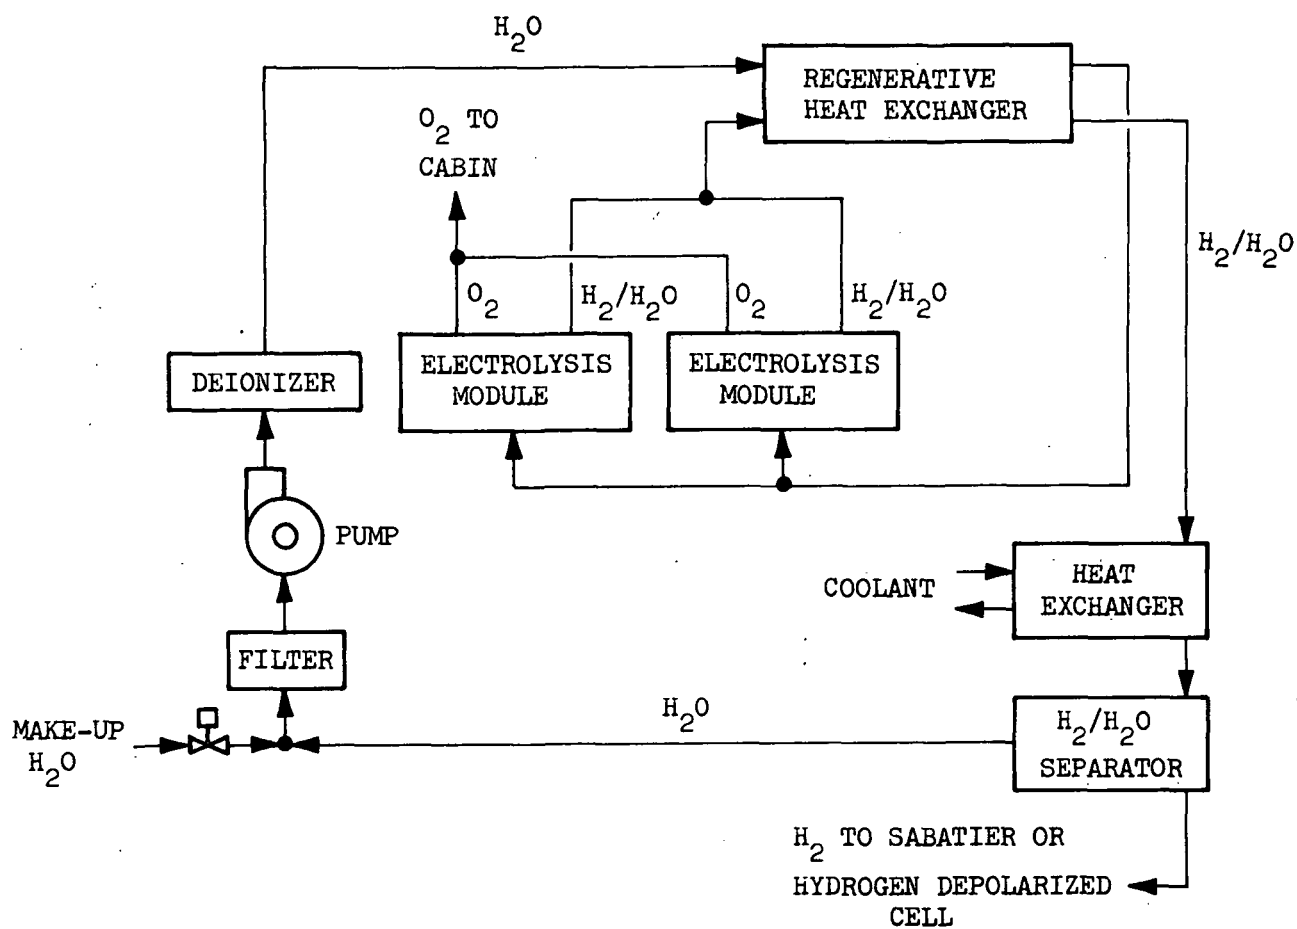 H₂O
REGENERATIVE
HEAT EXCHANGER
O₂ TO
CABIN
H₂/H₂O
O₂
H₂/H₂O
O₂
H₂/H₂O
ELECTROLYSIS
MODULE
ELECTROLYSIS
MODULE
DEIONIZER
PUMP
COOLANT
HEAT
EXCHANGER
FILTER
MAKE-UP
H₂O
H₂O
H₂/H₂O
SEPARATOR
H₂ TO SABATIER OR
HYDROGEN DEPOLARIZED
CELL